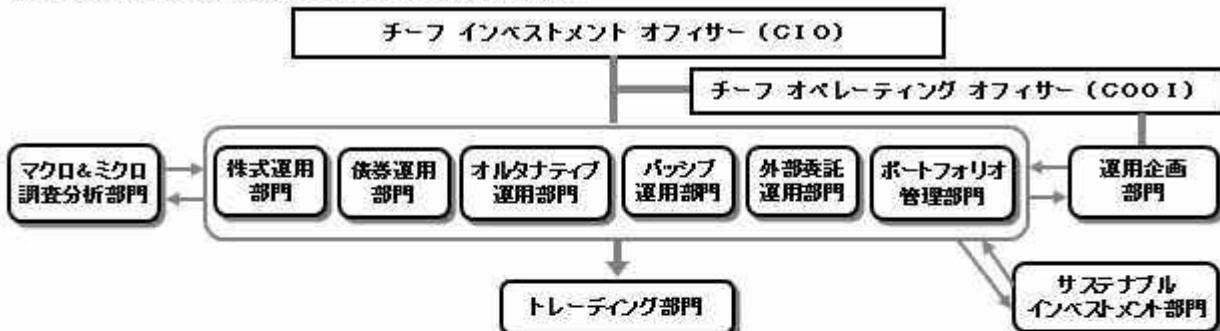 チーフ インベストメント オフィサー (CIO)
チーフ オペレーティング オフィサー (COOI)
マクロ&ミクロ
調査分析部門
株式運用
部門
債券運用
部門
オルタナティブ
運用部門
パッシブ
運用部門
外部委託
運用部門
ポートフォリオ
管理部門
運用企画
部門
トレーディング部門
サステナブル
インベストメント部門